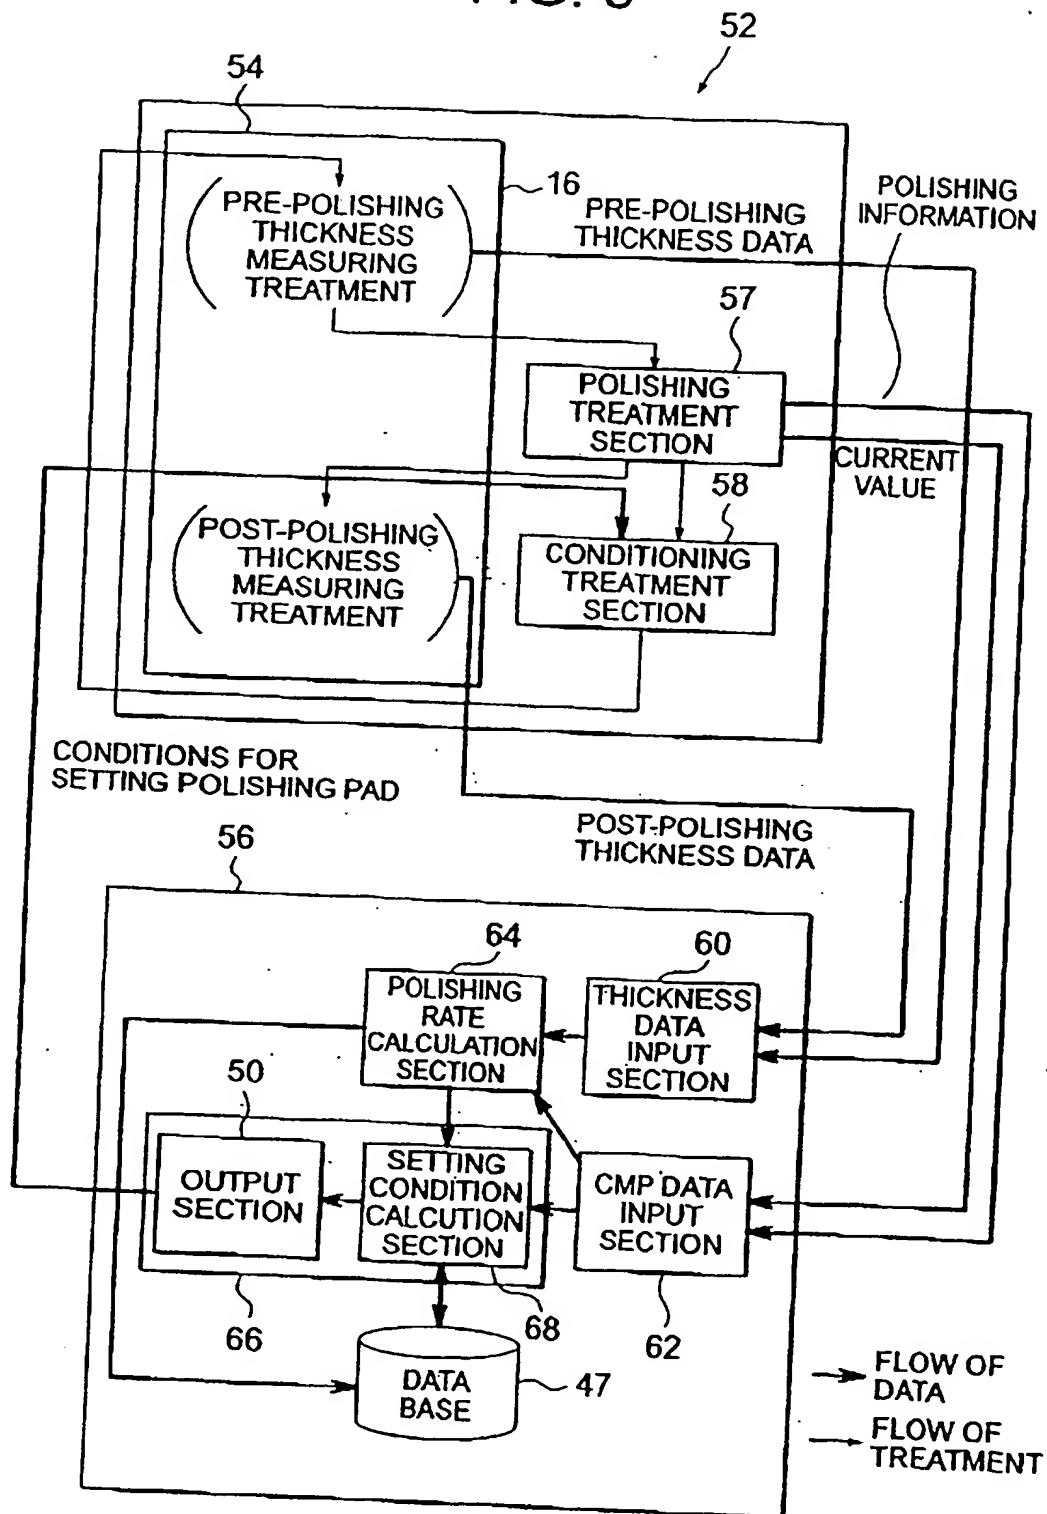 52
54
16
PRE-POLISHING
THICKNESS
MEASURING
TREATMENT
PRE-POLISHING
THICKNESS DATA
POLISHING
INFORMATION
57
POLISHING
TREATMENT
SECTION
CURRENT
VALUE
58
POST-POLISHING
THICKNESS
MEASURING
TREATMENT
CONDITIONING
TREATMENT
SECTION
CONDITIONS FOR
SETTING POLISHING PAD
POST-POLISHING
THICKNESS DATA
56
64
60
POLISHING
RATE
CALCULATION
SECTION
THICKNESS
DATA
INPUT
SECTION
50
OUTPUT
SECTION
SETTING
CONDITION
CALCUTION
SECTION
CMP DATA
INPUT
SECTION
66
68
62
DATA
BASE
47
FLOW OF
DATA
FLOW OF
TREATMENT